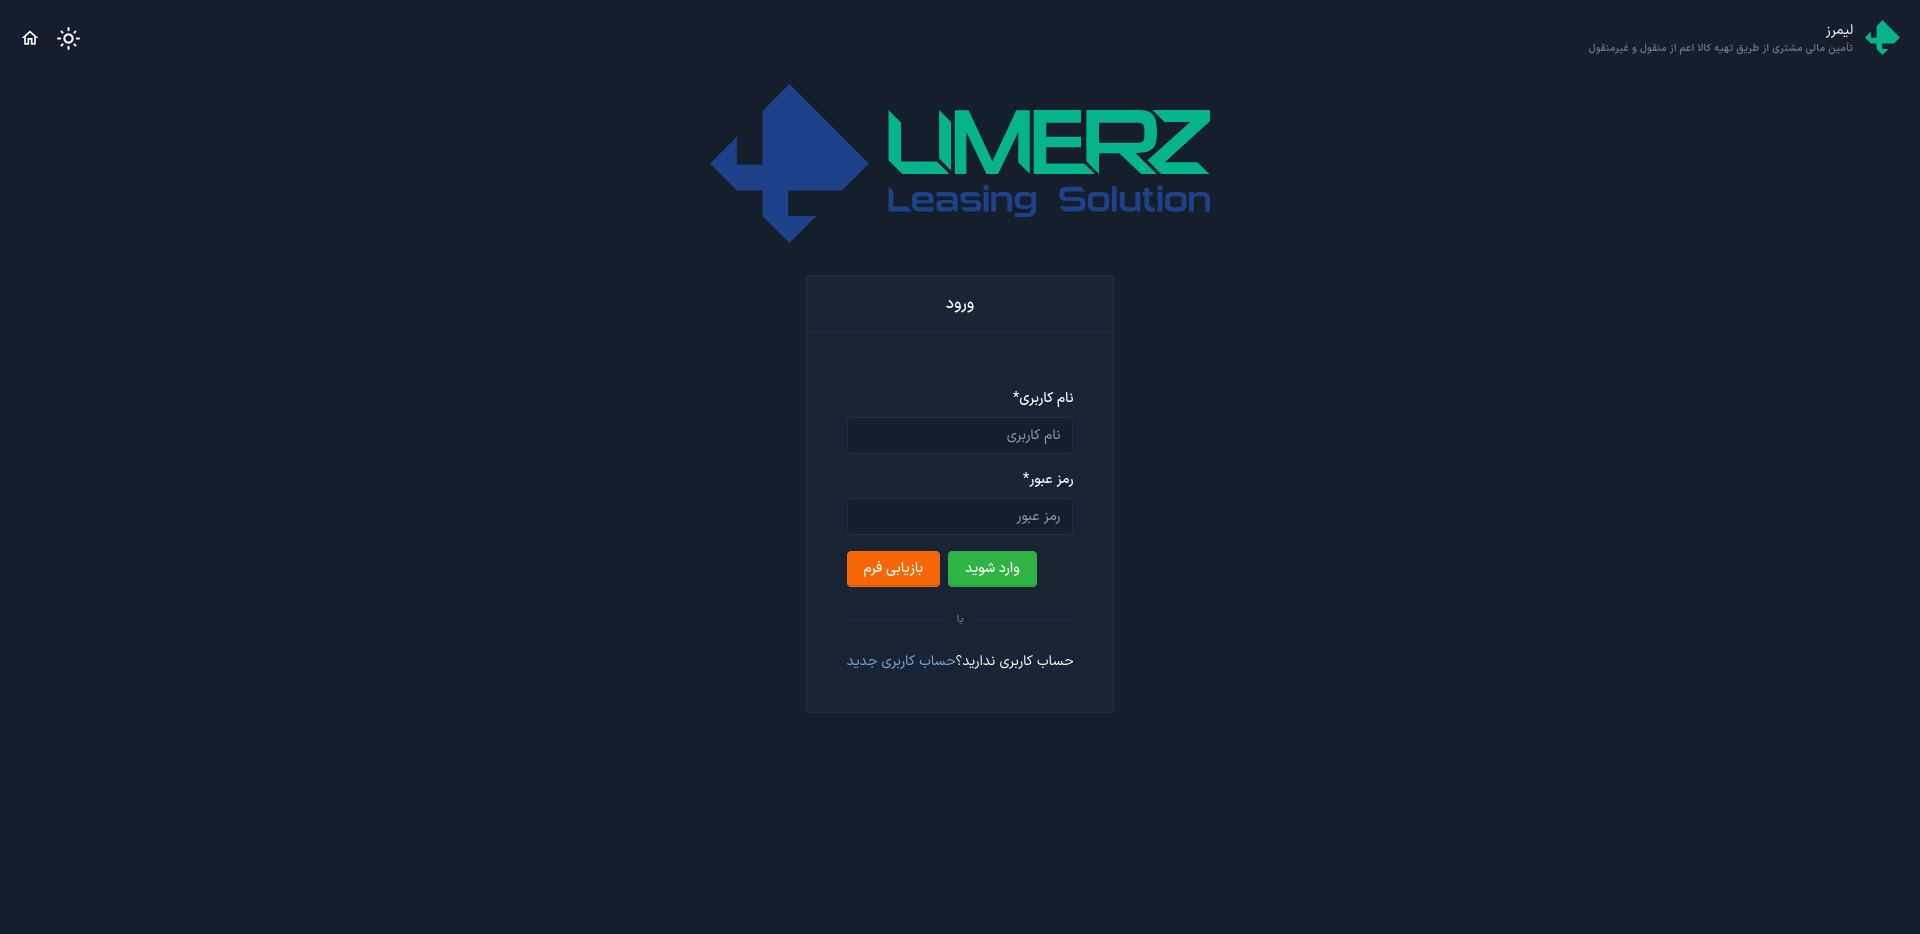 لیمرز
تأمین مالی مشتری از طریق تهیه کالا اعم از منقول و غیرمنقول
LIMERZ
Leasing Solution
ورود
نام کاربری*
نام کاربری
رمز عبور*
رمز عبور
وارد شوید بازیابی فرم
یا
حساب کاربری ندارید؟حساب کاربری جدید